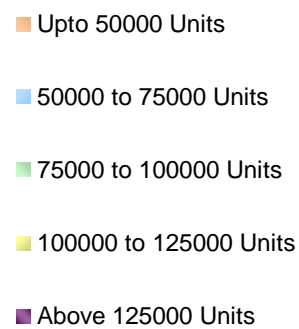 Upto 50000 Units
50000 to 75000 Units
75000 to 100000 Units
100000 to 125000 Units
Above 125000 Units